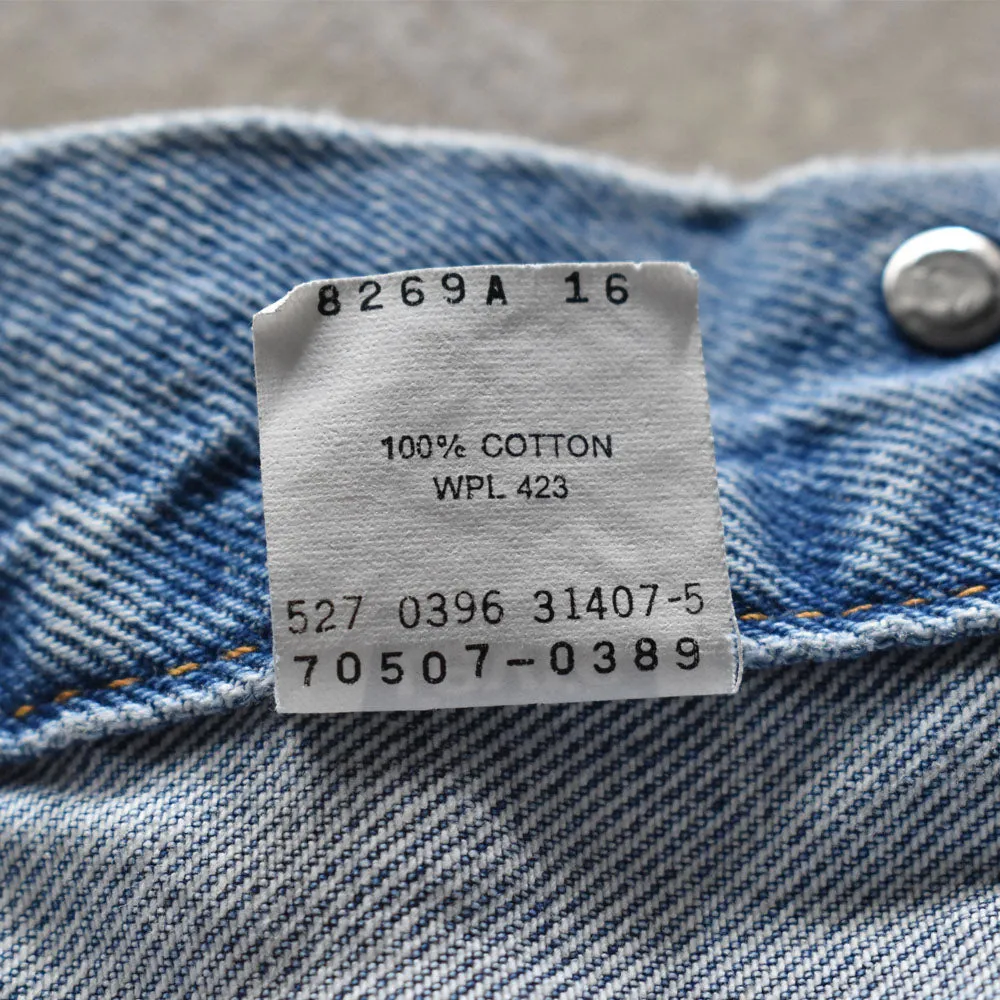 8269A 16
100% COTTON
WPL 423
527 0396 31407-5
70507-0389